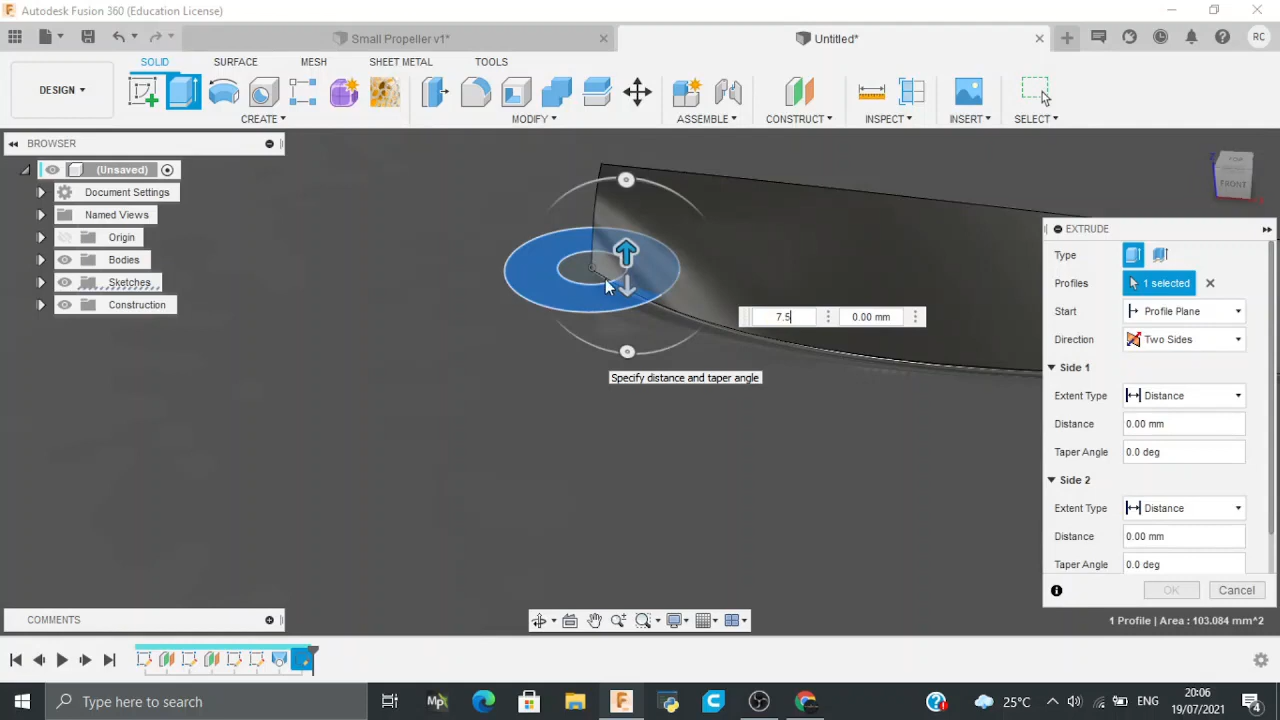 Autodesk Fusion 360 (Education License)
Small Propeller v1*
Untitled*
RC
DESIGN
SOLID
SURFACE
MESH
SHEET METAL
TOOLS
CREATE
MODIFY
ASSEMBLE
CONSTRUCT
INSPECT
INSERT
SELECT
BROWSER
(Unsaved)
Document Settings
Named Views
Origin
Bodies
Sketches
Construction
TOP
FRONT
7.5
0.00 mm
Specify distance and taper angle
EXTRUDE
Type
Profiles
1 selected
Start
Profile Plane
Direction
Two Sides
Side 1
Extent Type
Distance
Distance
0.00 mm
Taper Angle
0.0 deg
Side 2
Extent Type
Distance
Distance
0.00 mm
Taper Angle
0.0 deg
OK
Cancel
COMMENTS
1 Profile | Area : 103.084 mm^2
Type here to search
25°C
ENG
20:06
19/07/2021
4